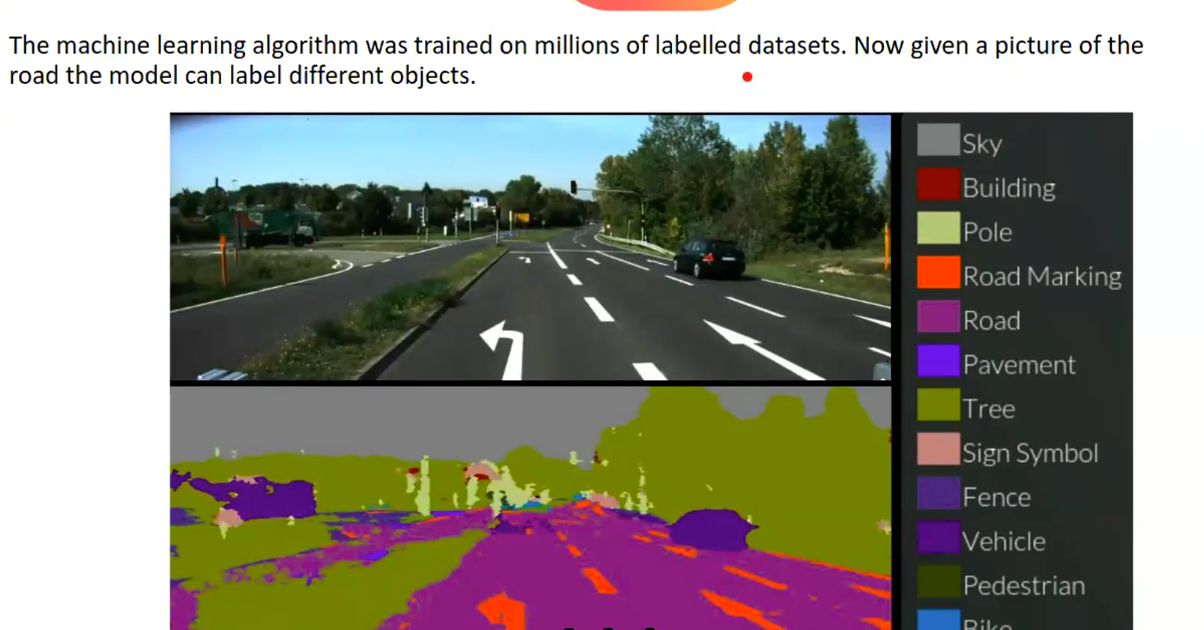 The machine learning algorithm was trained on millions of labelled datasets. Now given a picture of the
road the model can label different objects.
Sky
Building
Pole
Road Marking
Road
Pavement
Tree
Sign Symbol
Fence
Vehicle
Pedestrian
Bike